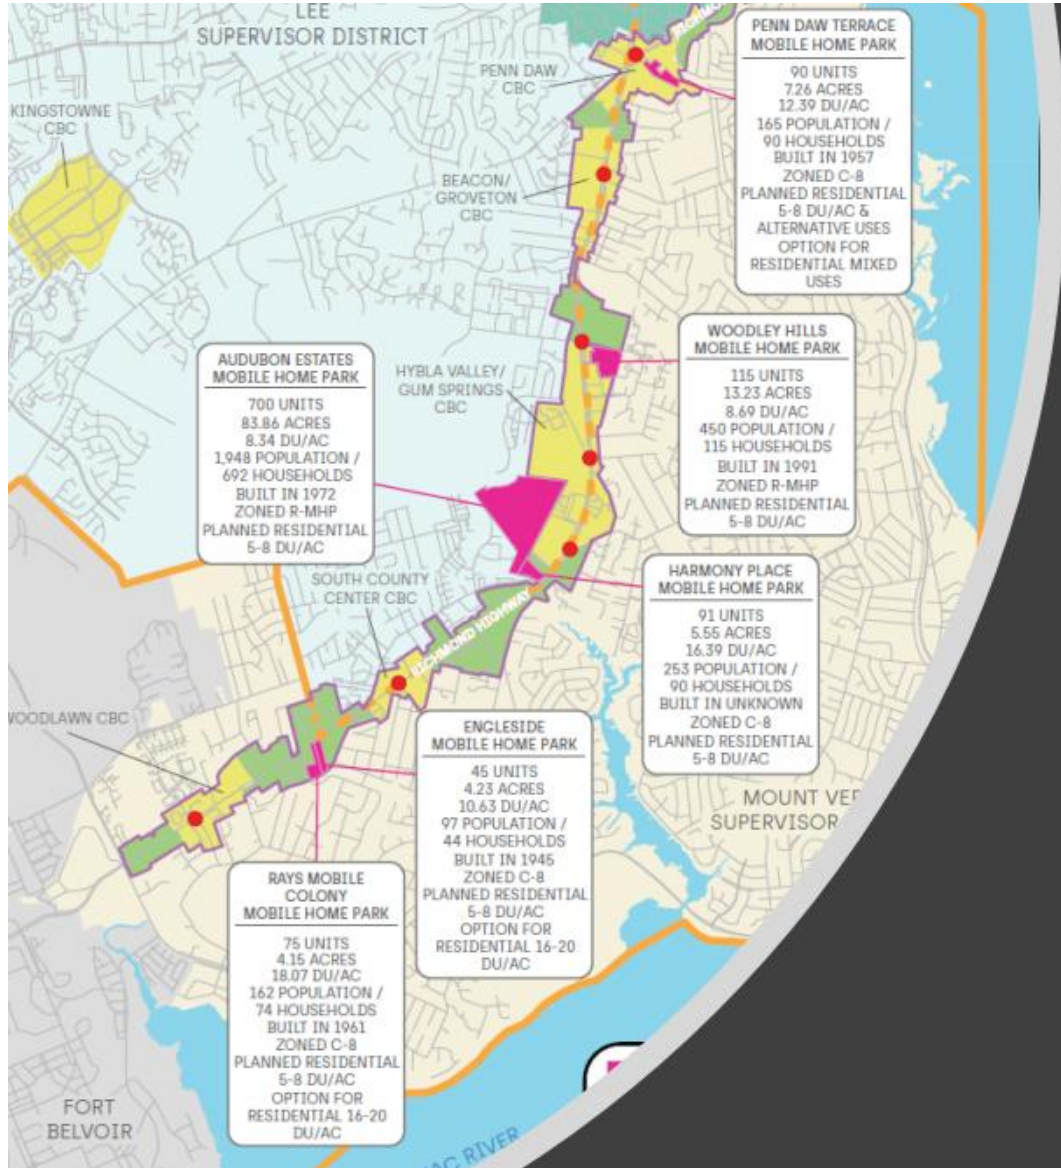 LEE
SUPERVISOR DISTRICT
PENN DAW
CBC
KINGSTOWNE
CBC
BEACON/
GROVETON
CBC
PENN DAW TERRACE
MOBILE HOME PARK
90 UNITS
7.26 ACRES
12.39 DU/AC
165 POPULATION /
90 HOUSEHOLDS
BUILT IN 1957
ZONED C-8
PLANNED RESIDENTIAL
5-8 DU/AC &
ALTERNATIVE USES
OPTION FOR
RESIDENTIAL MIXED
USES
AUDUBON ESTATES
MOBILE HOME PARK
700 UNITS
83.86 ACRES
8.34 DU/AC
1,948 POPULATION /
692 HOUSEHOLDS
BUILT IN 1972
ZONED R-MHP
PLANNED RESIDENTIAL
5-8 DU/AC
HYBLA VALLEY/
GUM SPRINGS
CBC
WOODLEY HILLS
MOBILE HOME PARK
115 UNITS
13.23 ACRES
8.69 DU/AC
450 POPULATION /
115 HOUSEHOLDS
BUILT IN 1991
ZONED R-MHP
PLANNED RESIDENTIAL
5-8 DU/AC
SOUTH COUNTY
CENTER CBC
RICHMOND HIGHWAY
HARMONY PLACE
MOBILE HOME PARK
91 UNITS
5.55 ACRES
16.39 DU/AC
253 POPULATION /
90 HOUSEHOLDS
BUILT IN UNKNOWN
ZONED C-8
PLANNED RESIDENTIAL
5-8 DU/AC
WOODLAWN CBC
ENGLESIDE
MOBILE HOME PARK
45 UNITS
4.23 ACRES
10.63 DU/AC
97 POPULATION /
44 HOUSEHOLDS
BUILT IN 1945
ZONED C-8
PLANNED RESIDENTIAL
5-8 DU/AC
OPTION FOR
RESIDENTIAL 16-20
DU/AC
MOUNT VER
SUPERVISOR
RAYS MOBILE
COLONY
MOBILE HOME PARK
75 UNITS
4.15 ACRES
18.07 DU/AC
162 POPULATION /
74 HOUSEHOLDS
BUILT IN 1961
ZONED C-8
PLANNED RESIDENTIAL
5-8 DU/AC
OPTION FOR
RESIDENTIAL 16-20
DU/AC
FORT
BELVOIR
AC RIVER